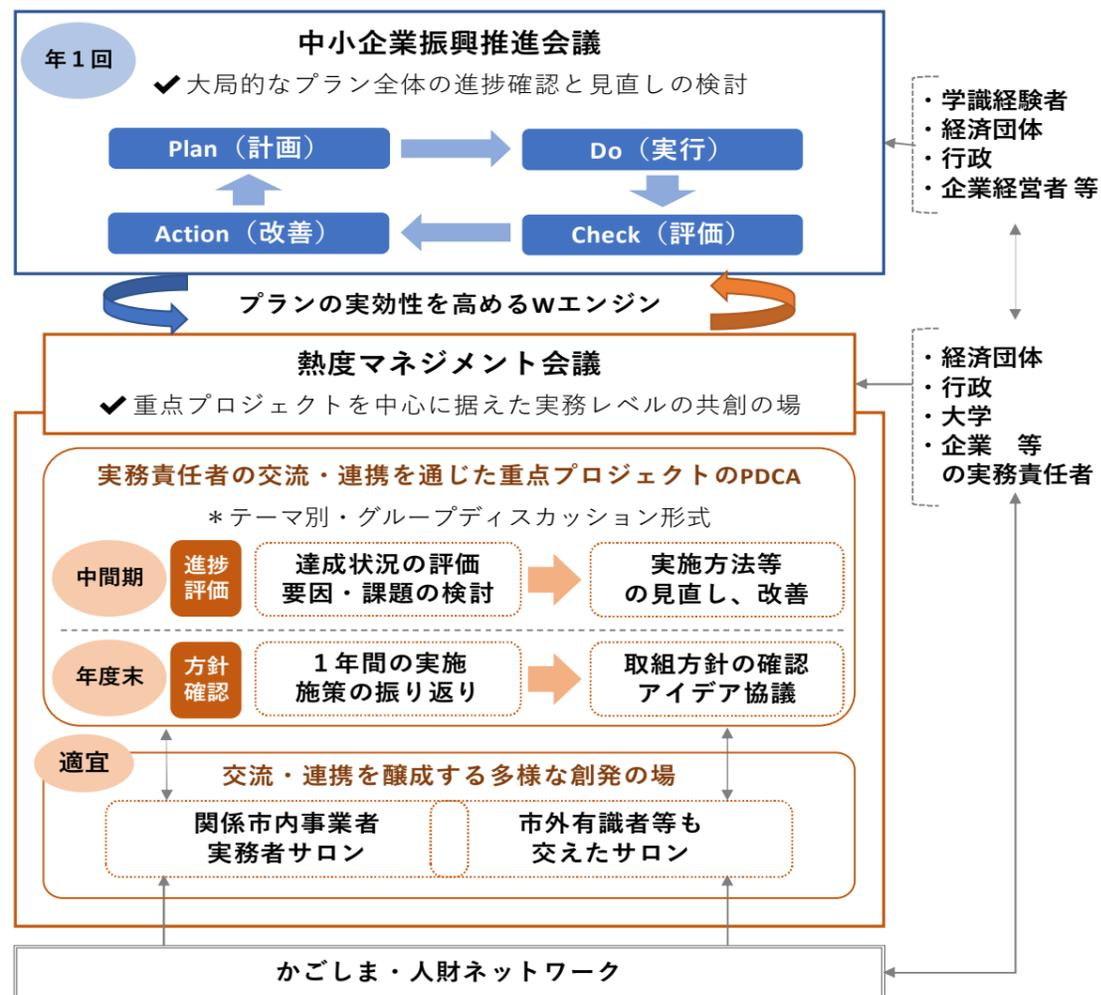 年１回
中小企業振興推進会議
✔大局的なプラン全体の進捗確認と見直しの検討
Plan（計画）
Do（実行）
Action（改善）
Check（評価）
・学識経験者
・経済団体
・行政
・企業経営者 等
プランの実効性を高めるWエンジン
熱度マネジメント会議
✔重点プロジェクトを中心に据えた実務レベルの共創の場
・経済団体
・行政
・大学
・企業　等
の実務責任者
実務責任者の交流・連携を通じた重点プロジェクトのPDCA
＊テーマ別・グループディスカッション形式
中間期
進捗
評価
達成状況の評価
要因・課題の検討
実施方法等
の見直し、改善
年度末
方針
確認
１年間の実施
施策の振り返り
取組方針の確認
アイデア協議
適宜
交流・連携を醸成する多様な創発の場
関係市内事業者
実務者サロン
市外有識者等も
交えたサロン
かごしま・人財ネットワーク